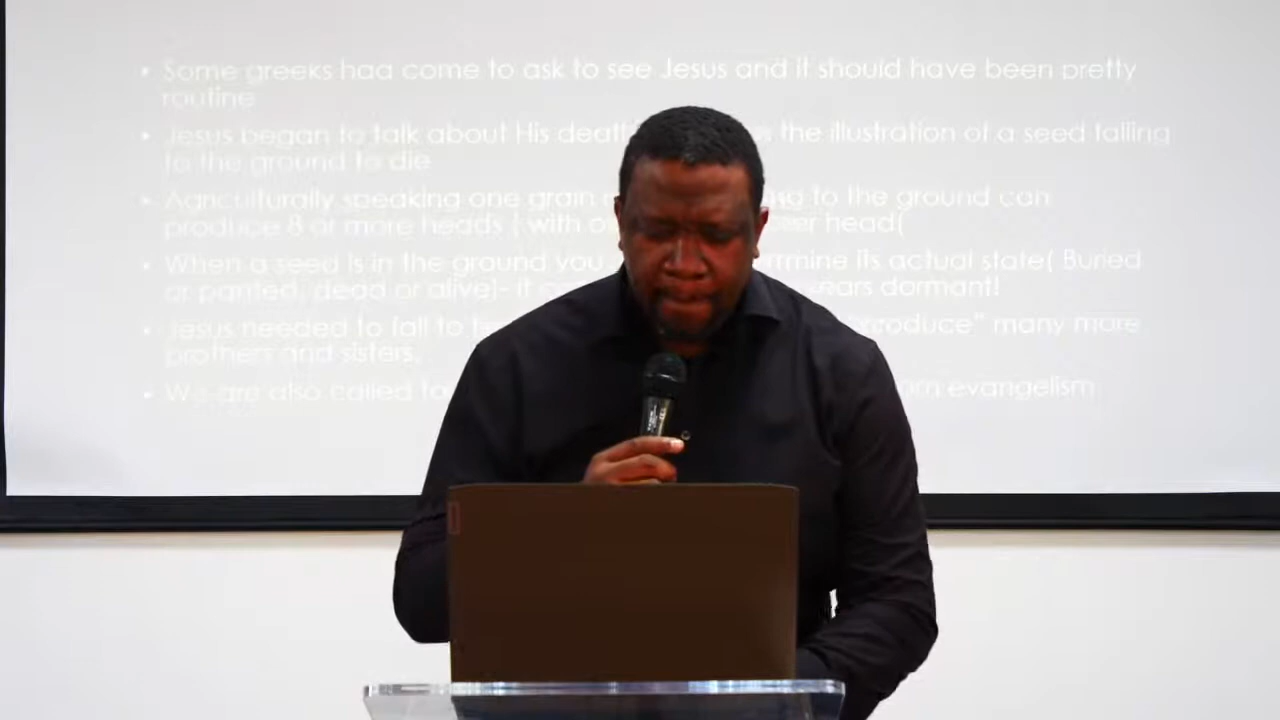 • Some greeks had come to ask to see Jesus and it should have been pretty
routine
• Jesus began to talk about His death the illustration of a seed falling
to the ground to die
• Agriculturally speaking one grain to the ground can
produce 8 or more heads ( with per head(
• When a seed is in the ground you its actual state( Buried
or panted, dead or alive)- it years dormant!
• Jesus needed to fall to many more
brothers and sisters.
• We are also called to evangelism